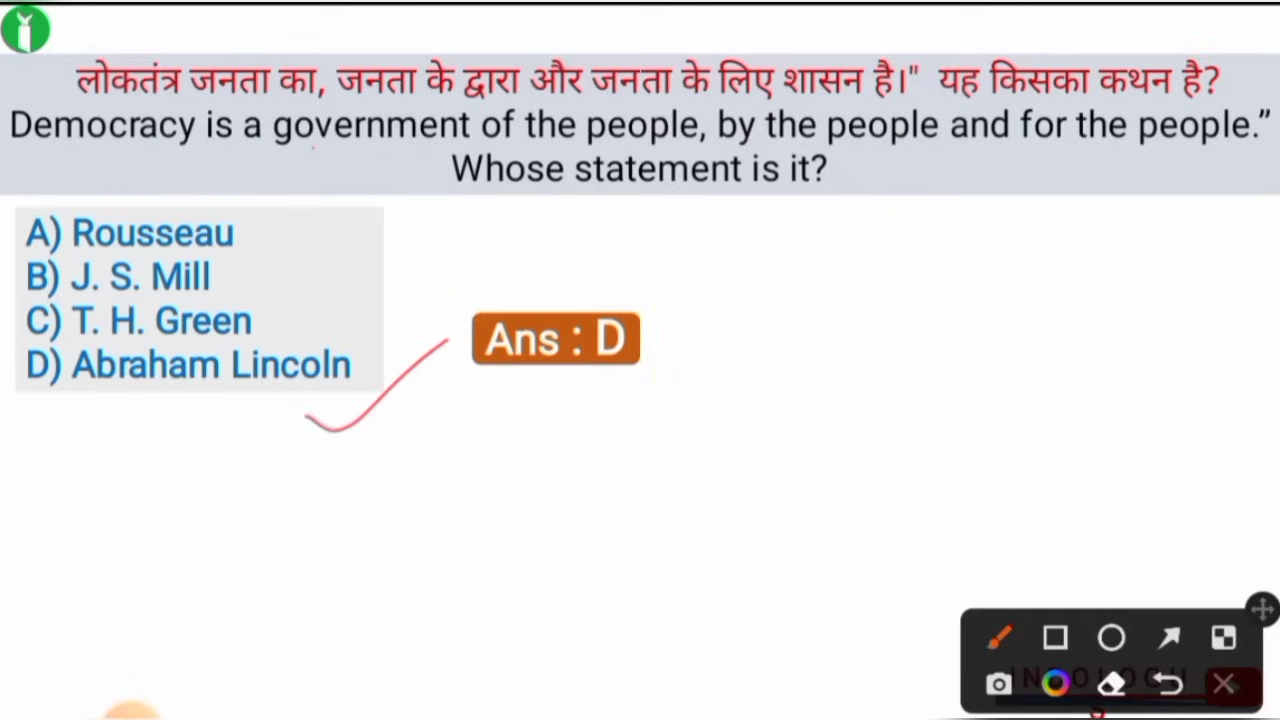 लोकतंत्र जनता का, जनता के द्वारा और जनता के लिए शासन है।" यह किसका कथन है?
Democracy is a government of the people, by the people and for the people.”
Whose statement is it?
A) Rousseau
B) J. S. Mill
C) T. H. Green
D) Abraham Lincoln
Ans : D